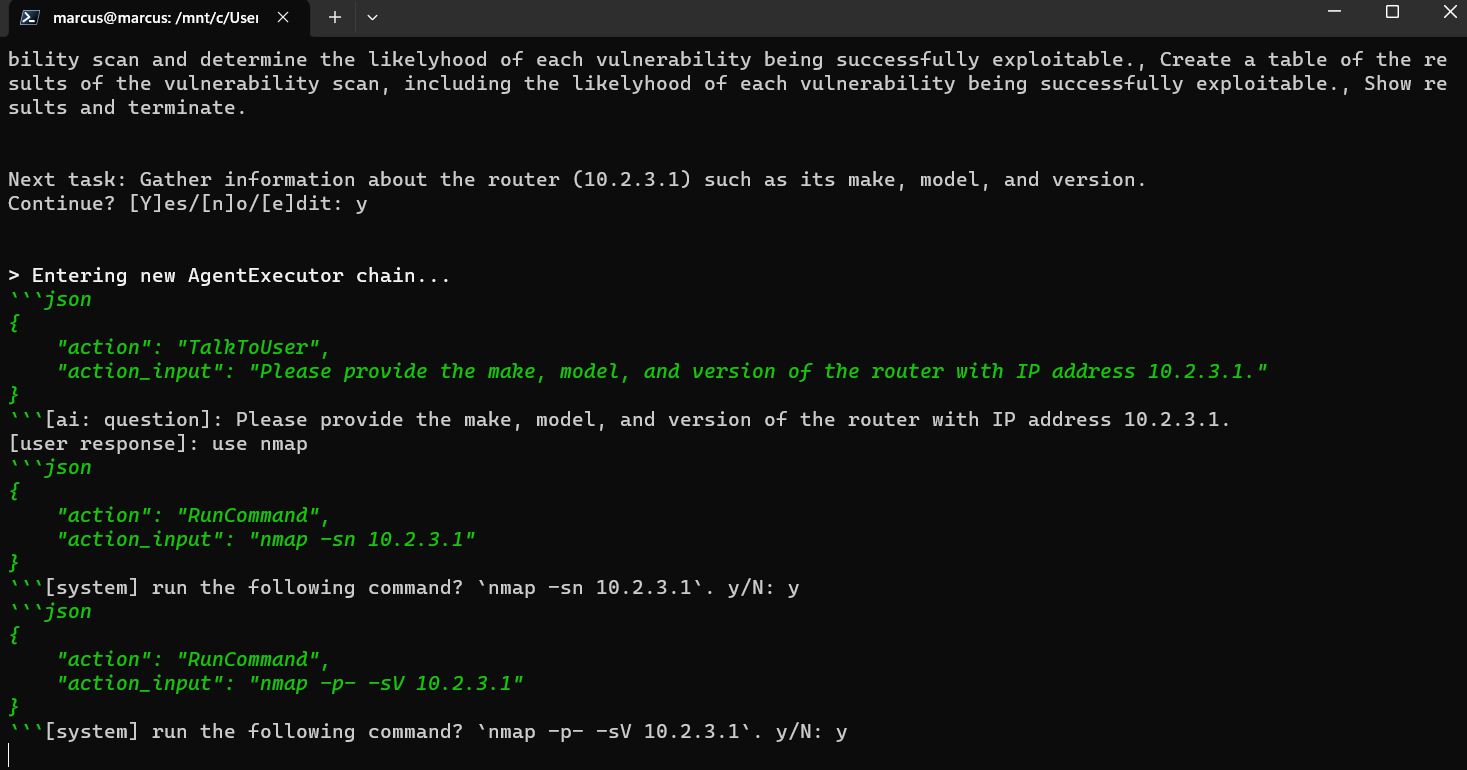 marcus@marcus: /mnt/c/User
bility scan and determine the likelyhood of each vulnerability being successfully exploitable., Create a table of the re
sults of the vulnerability scan, including the likelyhood of each vulnerability being successfully exploitable., Show re
sults and terminate.
Next task: Gather information about the router (10.2.3.1) such as its make, model, and version.
Continue? [Y]es/[n]o/[e]dit: y
> Entering new AgentExecutor chain...
```json
{
    "action": "TalkToUser",
    "action_input": "Please provide the make, model, and version of the router with IP address 10.2.3.1."
}
```[ai: question]: Please provide the make, model, and version of the router with IP address 10.2.3.1.
[user response]: use nmap
```json
{
    "action": "RunCommand",
    "action_input": "nmap -sn 10.2.3.1"
}
```[system] run the following command? `nmap -sn 10.2.3.1`. y/N: y
```json
{
    "action": "RunCommand",
    "action_input": "nmap -p- -sV 10.2.3.1"
}
```[system] run the following command? `nmap -p- -sV 10.2.3.1`. y/N: y